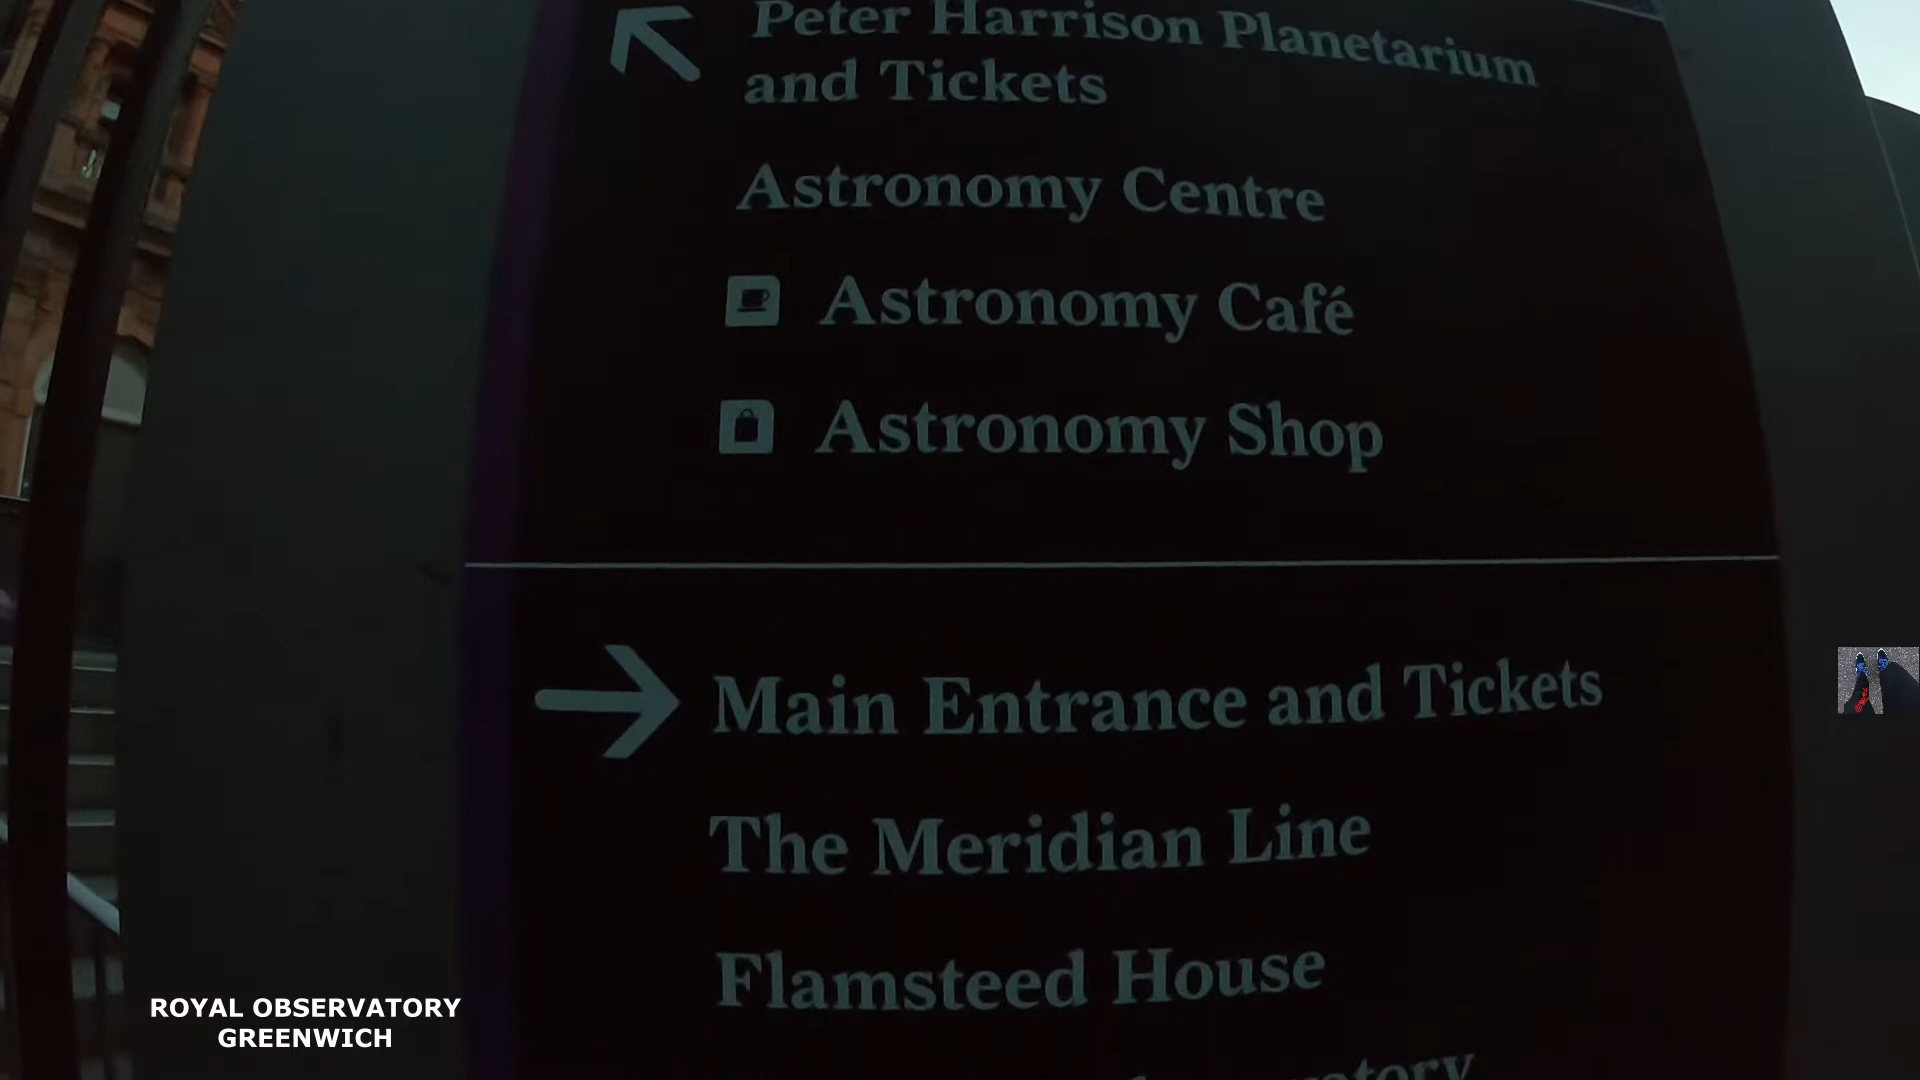 Peter Harrison Planetarium
and Tickets
Astronomy Centre
Astronomy Café
Astronomy Shop
Main Entrance and Tickets
The Meridian Line
Flamsteed House
ROYAL OBSERVATORY
GREENWICH